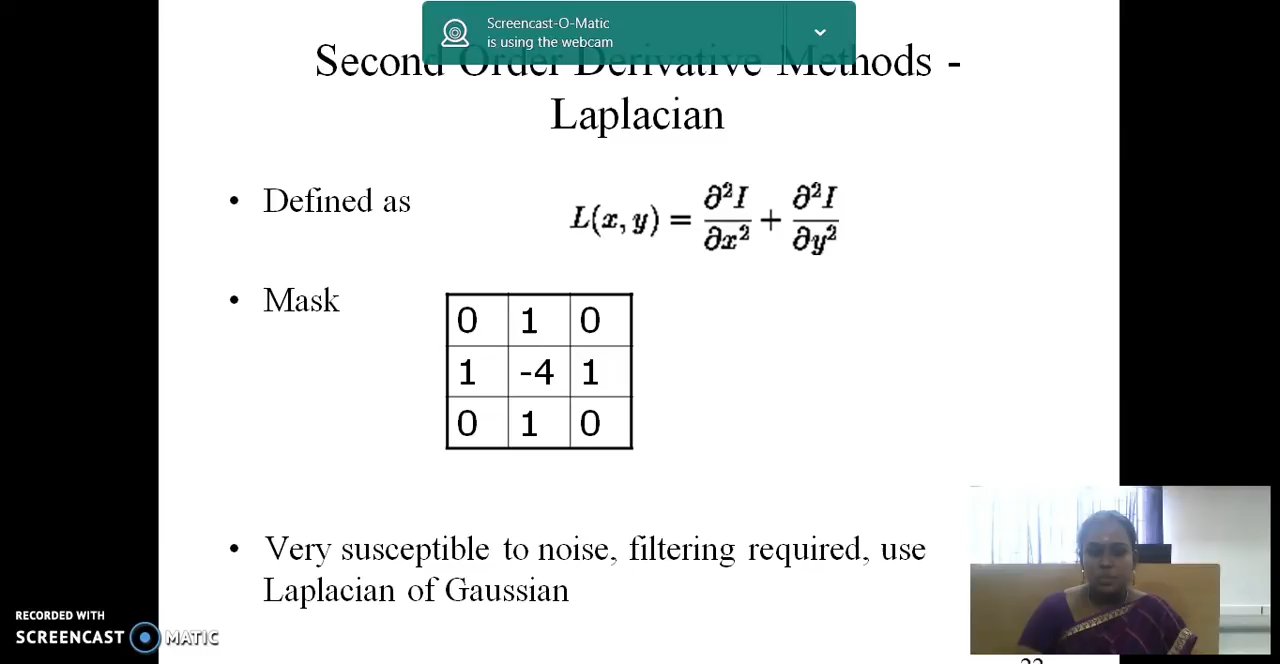 Screencast-O-Matic
is using the webcam
Second Order Derivative Methods -
Laplacian
• Defined as
L(x, y) = ∂²I/∂x² + ∂²I/∂y²
• Mask
0 1 0
1 -4 1
0 1 0
• Very susceptible to noise, filtering required, use
Laplacian of Gaussian
RECORDED WITH
SCREENCAST MATIC